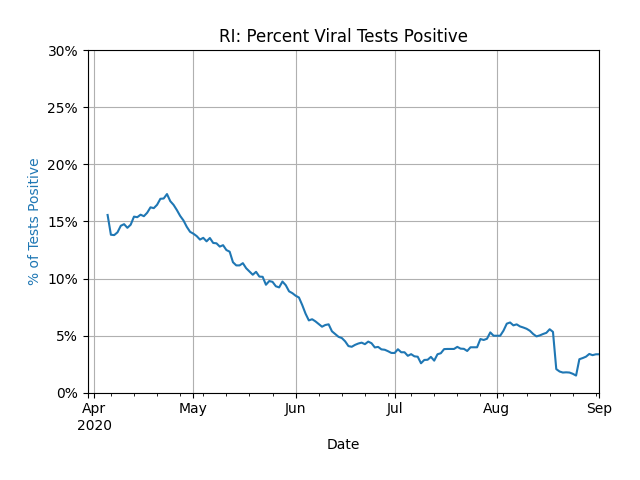 RI: Percent Viral Tests Positive
30%
25%
20%
15%
10%
5%
0%
% of Tests Positive
Apr May Jun Jul Aug Sep
2020
Date